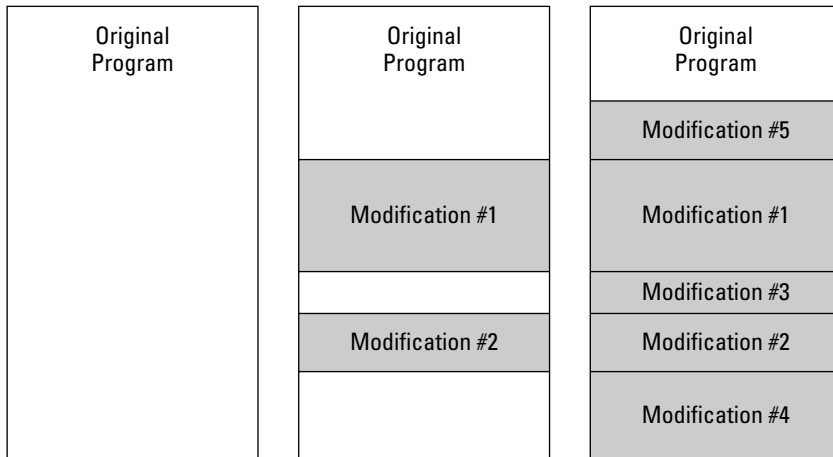 Original
Program
Original
Program
Modification #1
Modification #2
Original
Program
Modification #5
Modification #1
Modification #3
Modification #2
Modification #4